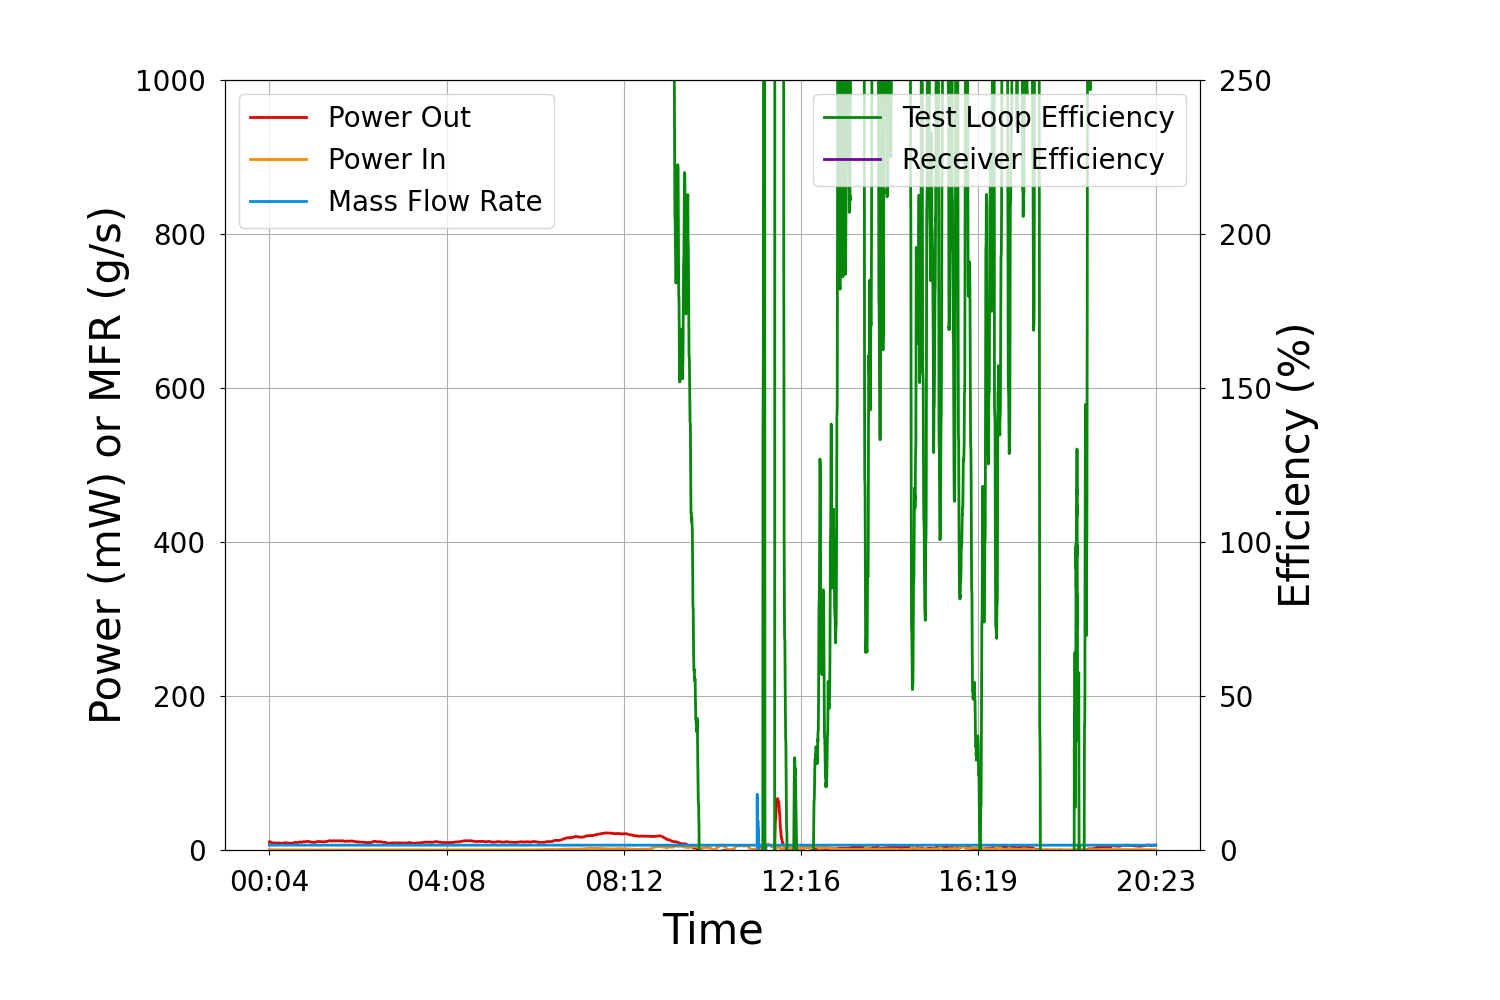 1000
800
600
400
200
0
Power (mW) or MFR (g/s)
Power Out
Power In
Mass Flow Rate
Test Loop Efficiency
Receiver Efficiency
250
200
150
100
50
0
Efficiency (%)
00:04 04:08 08:12 12:16 16:19 20:23
Time